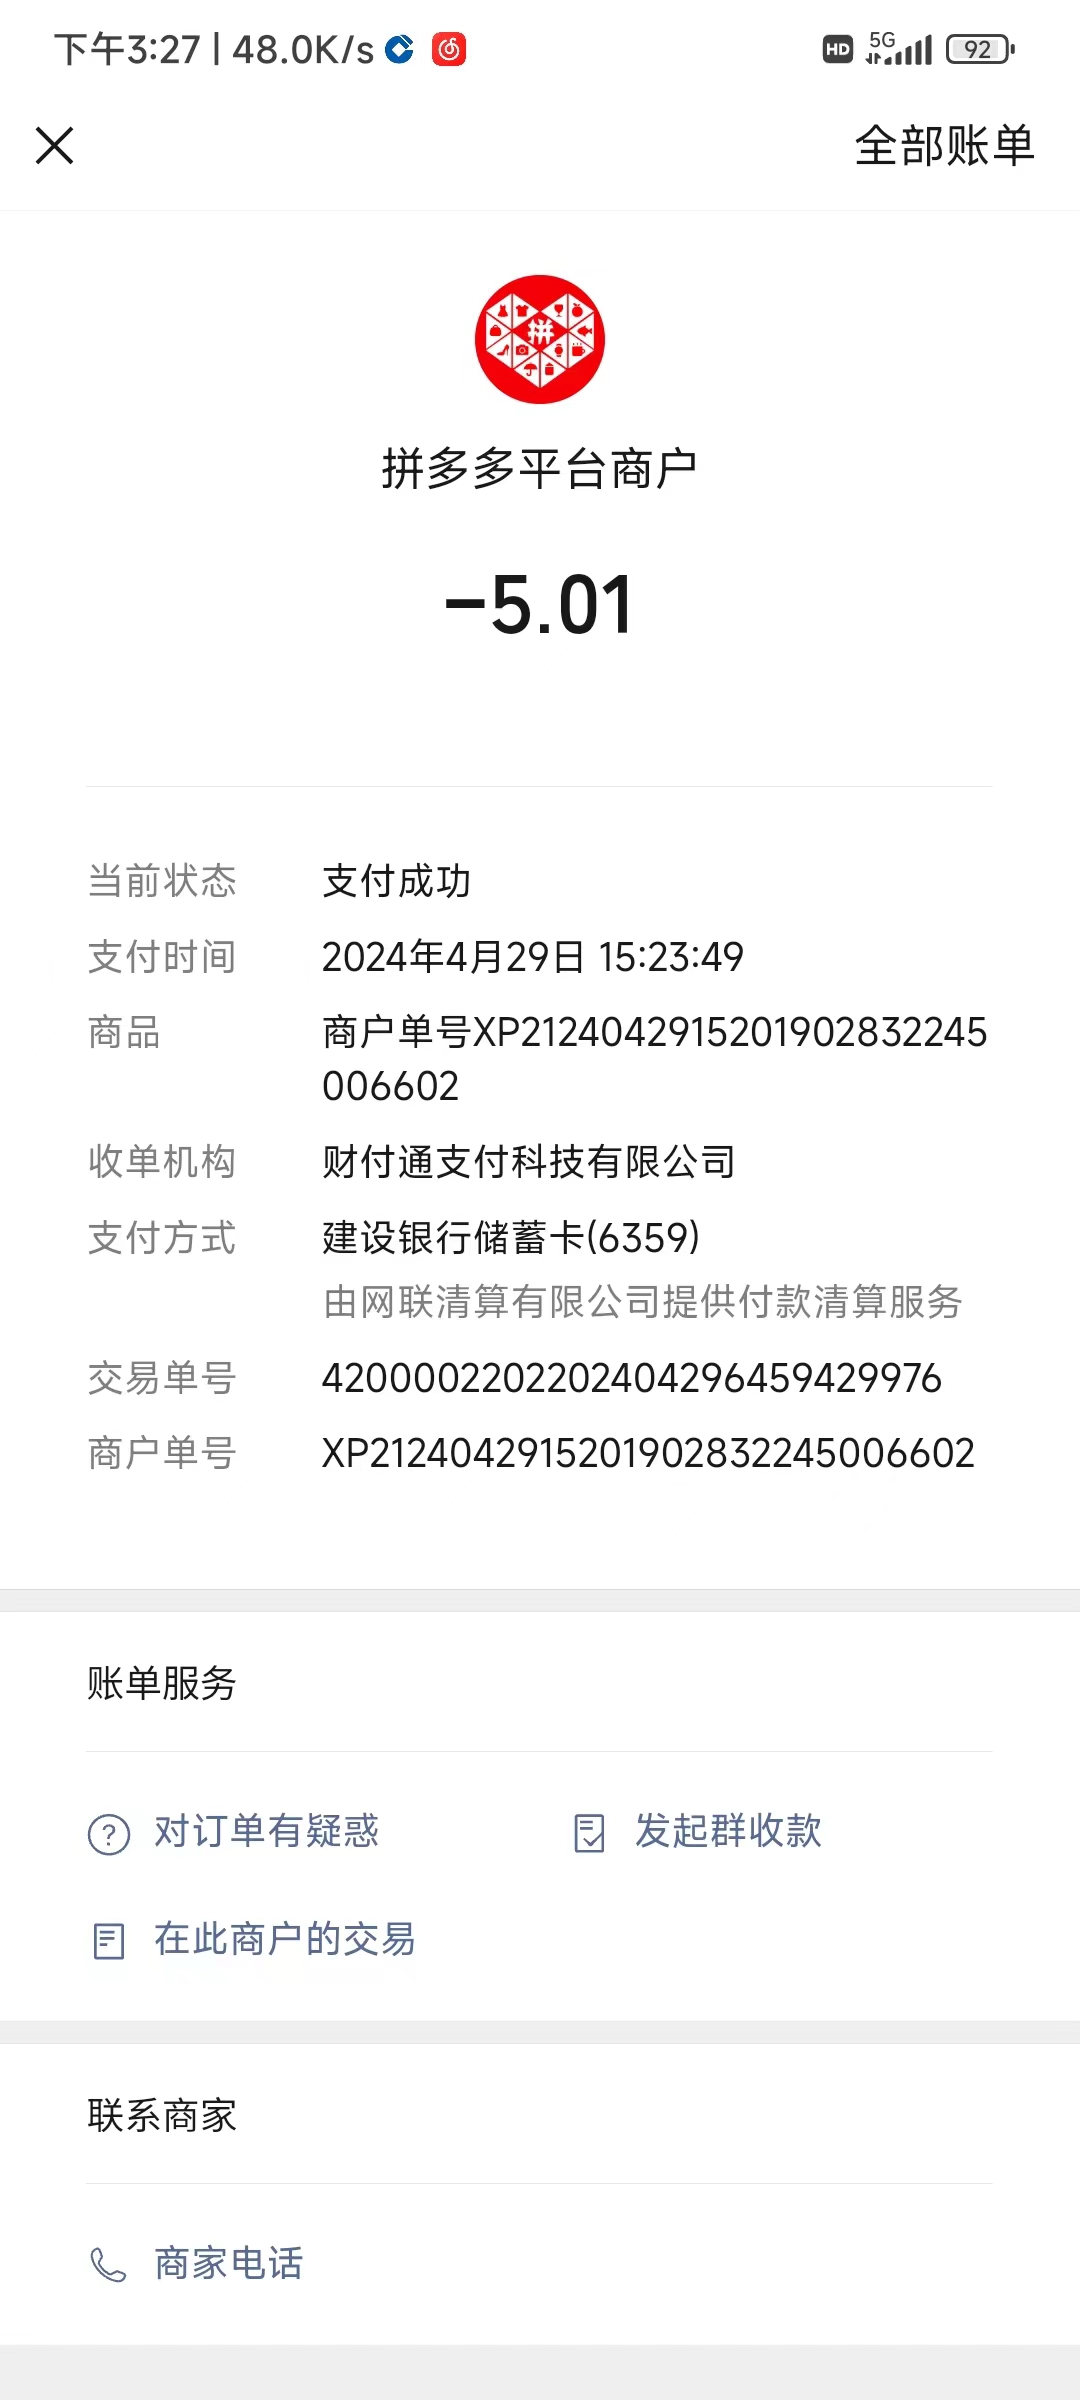 下午3:27 | 48.0K/s
HD 5G 92
全部账单
拼
拼多多平台商户
-5.01
当前状态 支付成功
支付时间 2024年4月29日 15:23:49
商品 商户单号XP2124042915201902832245
006602
收单机构 财付通支付科技有限公司
支付方式 建设银行储蓄卡(6359)
由网联清算有限公司提供付款清算服务
交易单号 4200002202202404296459429976
商户单号 XP2124042915201902832245006602
账单服务
对订单有疑惑 发起群收款
在此商户的交易
联系商家
商家电话